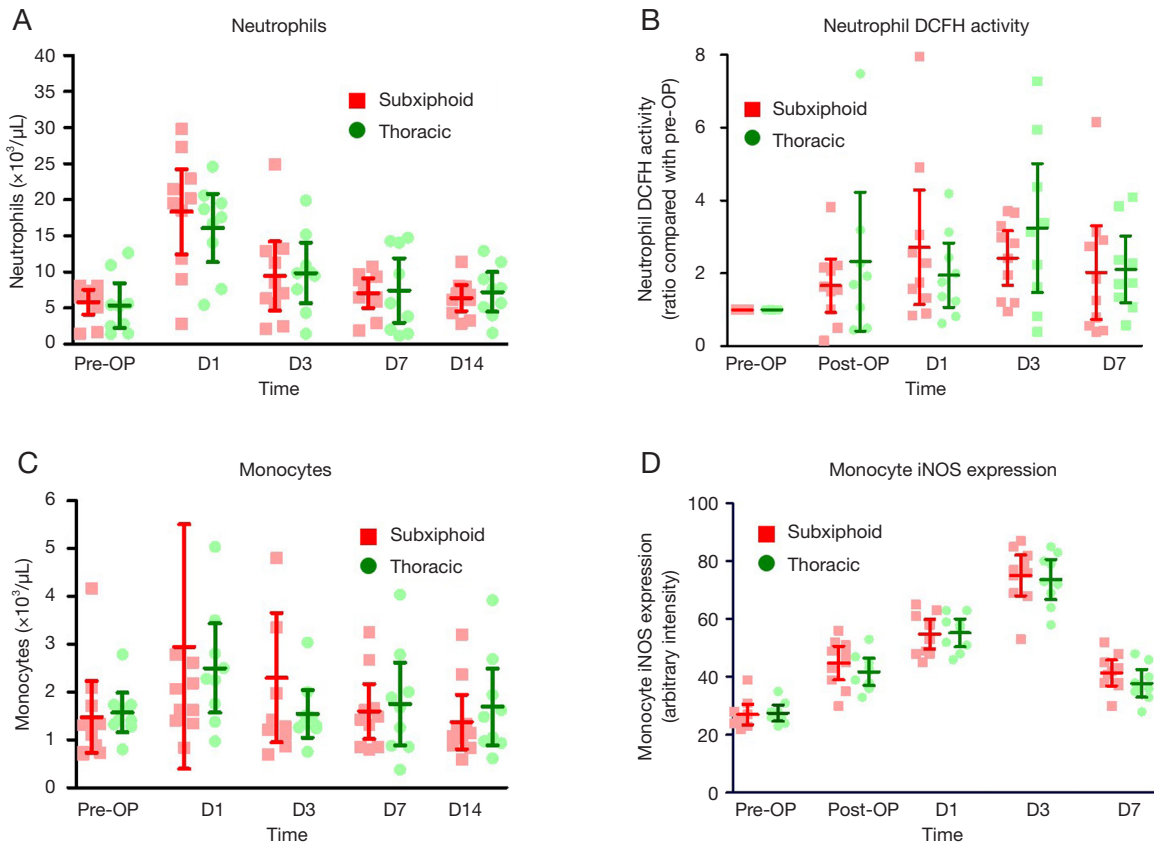 A
Neutrophils
Neutrophils (×10³/µL)
40
35
30
25
20
15
10
5
0
Subxiphoid
Thoracic
Pre-OP D1 D3 D7 D14
Time
B
Neutrophil DCFH activity
Neutrophil DCFH activity
(ratio compared with pre-OP)
8
6
4
2
0
Subxiphoid
Thoracic
Pre-OP Post-OP D1 D3 D7
Time
C
Monocytes
Monocytes (×10³/µL)
6
5
4
3
2
1
0
Subxiphoid
Thoracic
Pre-OP D1 D3 D7 D14
Time
D
Monocyte iNOS expression
Monocyte iNOS expression
(arbitrary intensity)
100
80
60
40
20
0
Subxiphoid
Thoracic
Pre-OP Post-OP D1 D3 D7
Time